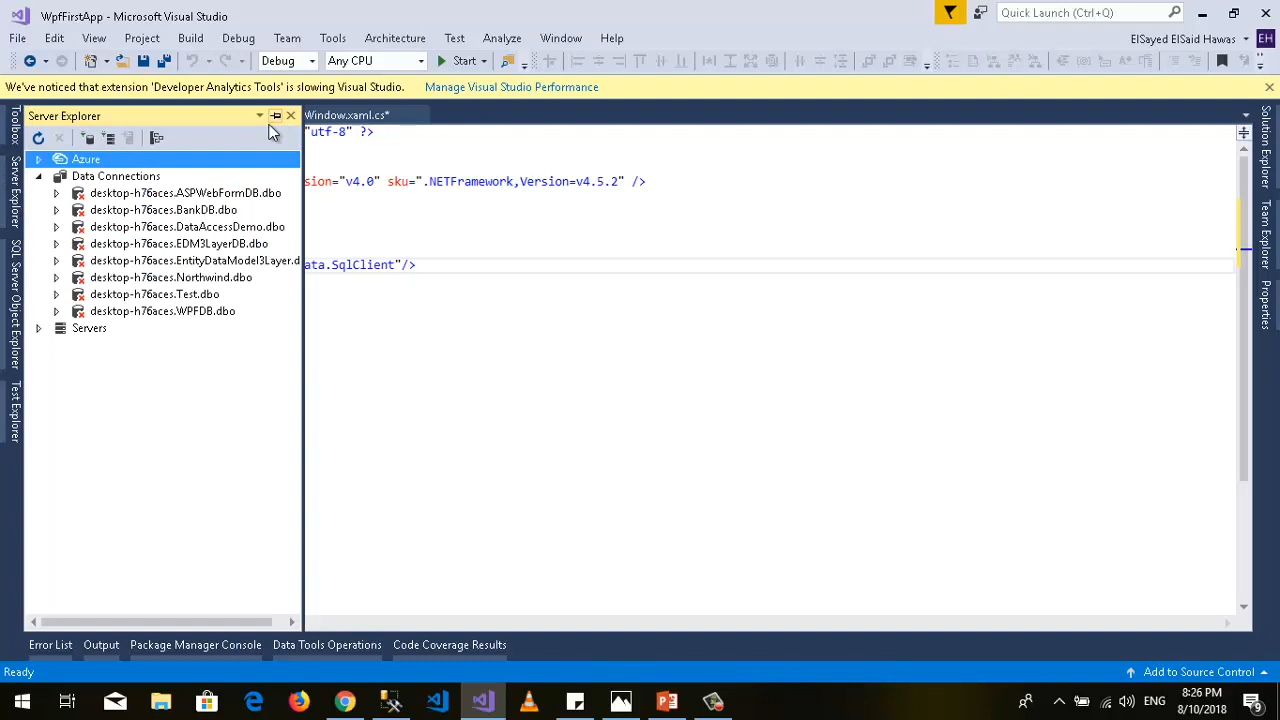 WpfFirstApp - Microsoft Visual Studio
Quick Launch (Ctrl+Q)
File Edit View Project Build Debug Team Tools Architecture Test Analyze Window Help
ElSayed ElSaid Hawas EH
Debug Any CPU Start
We've noticed that extension 'Developer Analytics Tools' is slowing Visual Studio. Manage Visual Studio Performance
Server Explorer
Window.xaml.cs*
"utf-8" ?>
Azure
Data Connections
sion="v4.0" sku=".NETFramework,Version=v4.5.2" />
desktop-h76aces.ASPWebFormDB.dbo
desktop-h76aces.BankDB.dbo
desktop-h76aces.DataAccessDemo.dbo
desktop-h76aces.EDM3LayerDB.dbo
desktop-h76aces.EntityDataModel3Layer.d
ata.SqlClient"/>
desktop-h76aces.Northwind.dbo
desktop-h76aces.Test.dbo
desktop-h76aces.WPFDB.dbo
Servers
Toolbox
Server Explorer
SQL Server Object Explorer
Test Explorer
Solution Explorer
Team Explorer
Properties
Error List Output Package Manager Console Data Tools Operations Code Coverage Results
Ready
Add to Source Control
ENG
8:26 PM
8/10/2018
9